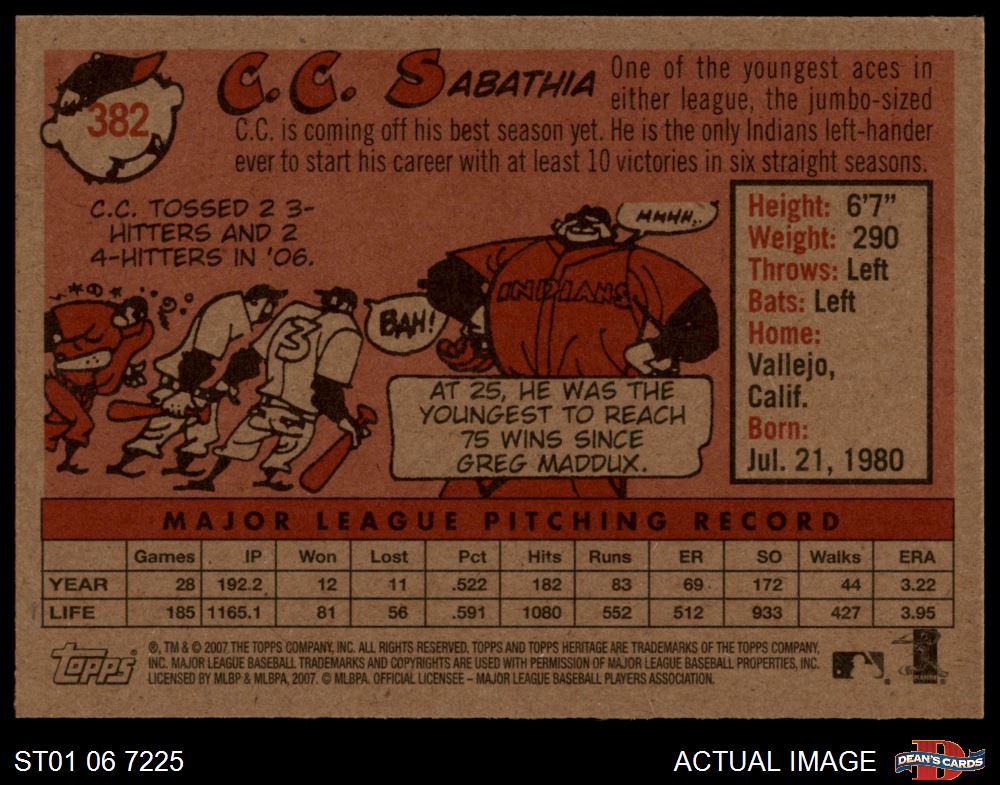 382
C.C. SABATHIA
One of the youngest aces in
either league, the jumbo-sized
C.C. is coming off his best season yet. He is the only Indians left-hander
ever to start his career with at least 10 victories in six straight seasons.
C.C. TOSSED 2 3-
HITTERS AND 2
4-HITTERS IN '06.
HHHH..
BAH!
INDIANS
3
AT 25, HE WAS THE
YOUNGEST TO REACH
75 WINS SINCE
GREG MADDUX.
Height: 6'7"
Weight: 290
Throws: Left
Bats: Left
Home:
Vallejo,
Calif.
Born:
Jul. 21, 1980
MAJOR LEAGUE PITCHING RECORD
Games IP Won Lost Pct Hits Runs ER SO Walks ERA
YEAR 28 192.2 12 11 .522 182 83 69 172 44 3.22
LIFE 185 1165.1 81 56 .591 1080 552 512 933 427 3.95
Topps
®, TM & © 2007 THE TOPPS COMPANY, INC. ALL RIGHTS RESERVED. TOPPS AND TOPPS HERITAGE ARE TRADEMARKS OF THE TOPPS COMPANY,
INC. MAJOR LEAGUE BASEBALL TRADEMARKS AND COPYRIGHTS ARE USED WITH PERMISSION OF MAJOR LEAGUE BASEBALL PROPERTIES, INC.
LICENSED BY MLBP & MLBPA, 2007. © MLBPA. OFFICIAL LICENSEE – MAJOR LEAGUE BASEBALL PLAYERS ASSOCIATION.
ST01 06 7225
ACTUAL IMAGE
D
DEAN'S CARDS